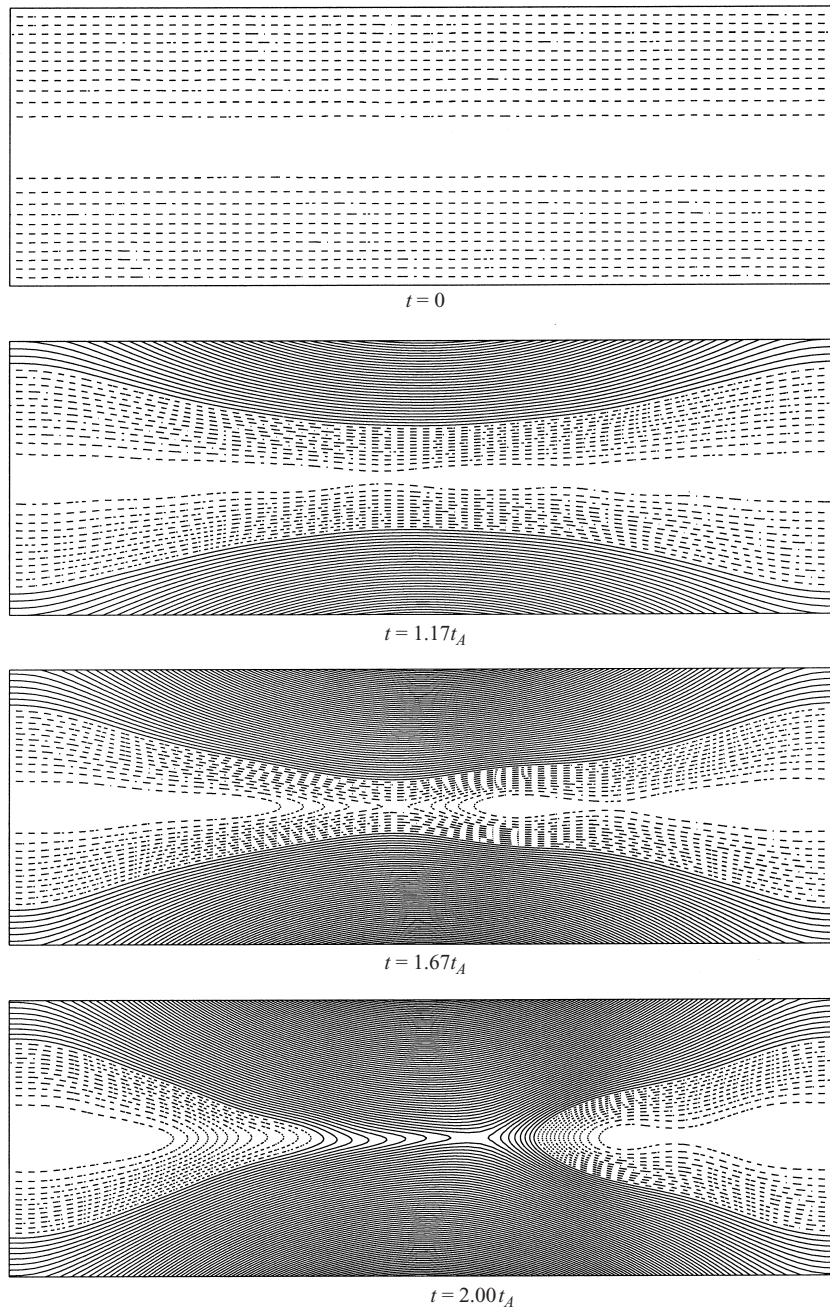 t = 0
t = 1.17t_A
t = 1.67t_A
t = 2.00t_A